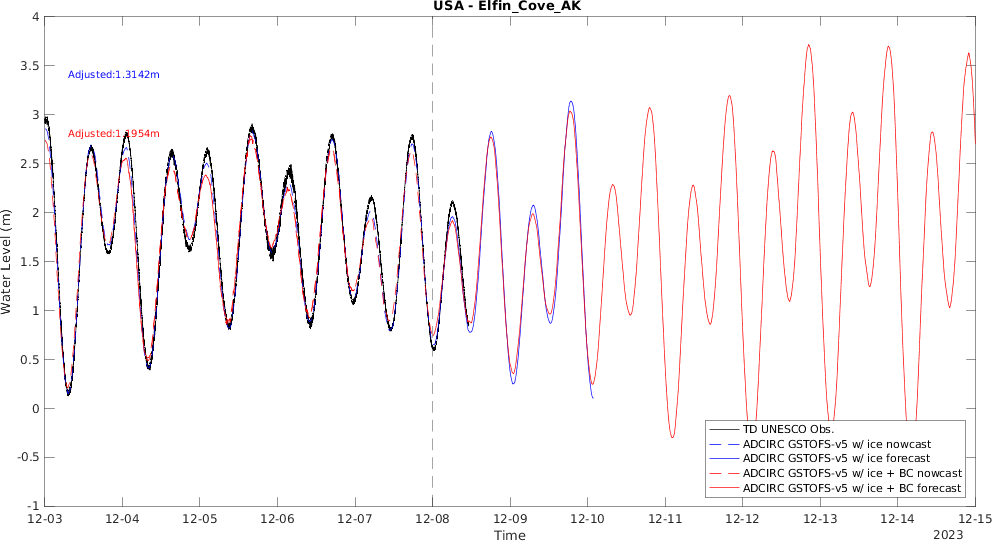 USA - Elfin_Cove_AK
4
3.5
3
2.5
2
1.5
1
0.5
0
-0.5
-1
Water Level (m)
Adjusted:1.3142m
Adjusted:1.1954m
TD UNESCO Obs.
ADCIRC GSTOFS-v5 w/ ice nowcast
ADCIRC GSTOFS-v5 w/ ice forecast
ADCIRC GSTOFS-v5 w/ ice + BC nowcast
ADCIRC GSTOFS-v5 w/ ice + BC forecast
12-03 12-04 12-05 12-06 12-07 12-08 12-09 12-10 12-11 12-12 12-13 12-14 12-15
Time
2023